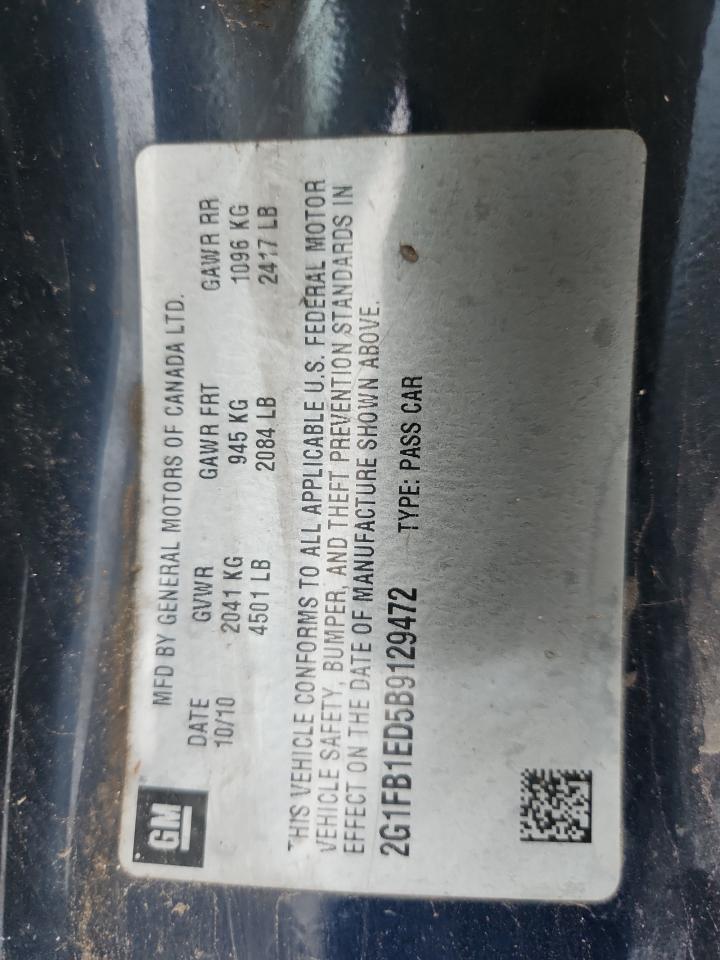 GM
MFD BY GENERAL MOTORS OF CANADA LTD.
DATE GVWR GAWR FRT GAWR RR
10/10 2041 KG 945 KG 1096 KG
4501 LB 2084 LB 2417 LB
THIS VEHICLE CONFORMS TO ALL APPLICABLE U.S. FEDERAL MOTOR
VEHICLE SAFETY, BUMPER, AND THEFT PREVENTION STANDARDS IN
EFFECT ON THE DATE OF MANUFACTURE SHOWN ABOVE.
2G1FB1ED5B9129472 TYPE: PASS CAR